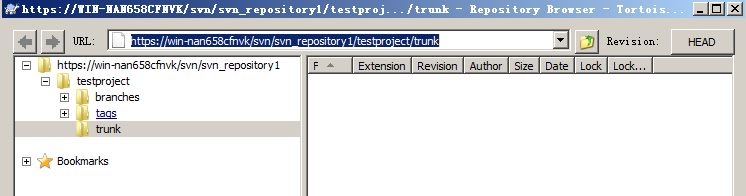 https://WIN-NAN658CFNVK/svn/svn_repository1/testproj.../trunk - Repository Browser - Tortois...
URL: https://win-nan658cfnvk/svn/svn_repository1/testproject/trunk Revision: HEAD
https://win-nan658cfnvk/svn/svn_repository1
testproject
branches
tags
trunk
Bookmarks
F Extension Revision Author Size Date Lock Lock...